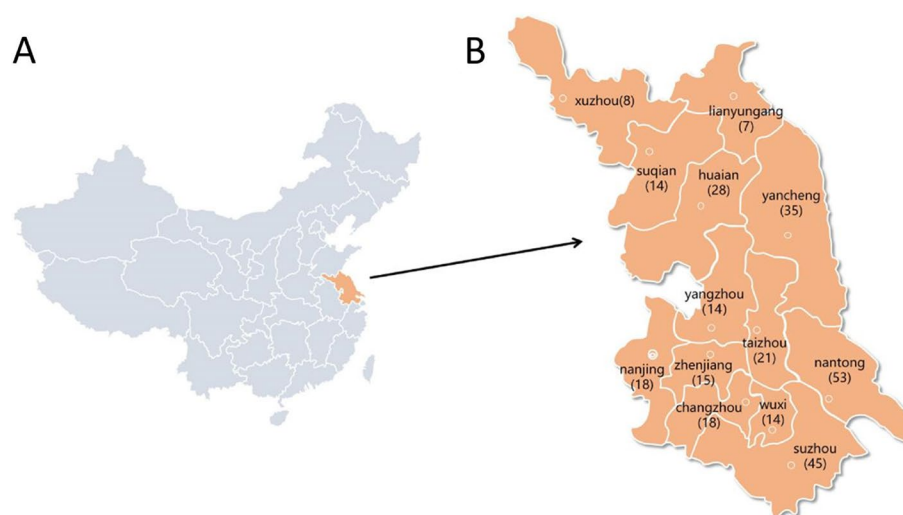 A
B
xuzhou(8)
lianyungang
(7)
suqian
(14)
huaian
(28)
yancheng
(35)
yangzhou
(14)
taizhou
(21)
nantong
(53)
nanjing
(18)
zhenjiang
(15)
changzhou
(18)
wuxi
(14)
suzhou
(45)